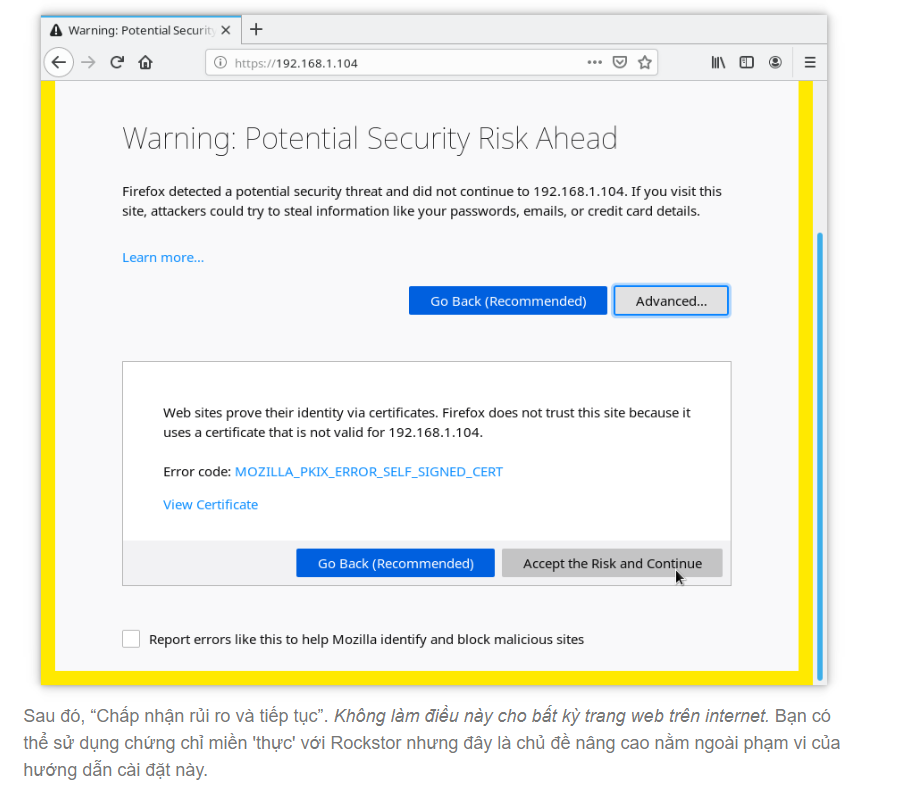 Warning: Potential Securit
https://192.168.1.104
Warning: Potential Security Risk Ahead
Firefox detected a potential security threat and did not continue to 192.168.1.104. If you visit this
site, attackers could try to steal information like your passwords, emails, or credit card details.
Learn more...
Go Back (Recommended)
Advanced...
Web sites prove their identity via certificates. Firefox does not trust this site because it
uses a certificate that is not valid for 192.168.1.104.
Error code: MOZILLA_PKIX_ERROR_SELF_SIGNED_CERT
View Certificate
Go Back (Recommended)
Accept the Risk and Continue
Report errors like this to help Mozilla identify and block malicious sites
Sau đó, “Chấp nhận rủi ro và tiếp tục”. Không làm điều này cho bất kỳ trang web trên internet. Bạn có
thể sử dụng chứng chỉ miền 'thực' với Rockstor nhưng đây là chủ đề nâng cao nằm ngoài phạm vi của
hướng dẫn cài đặt này.